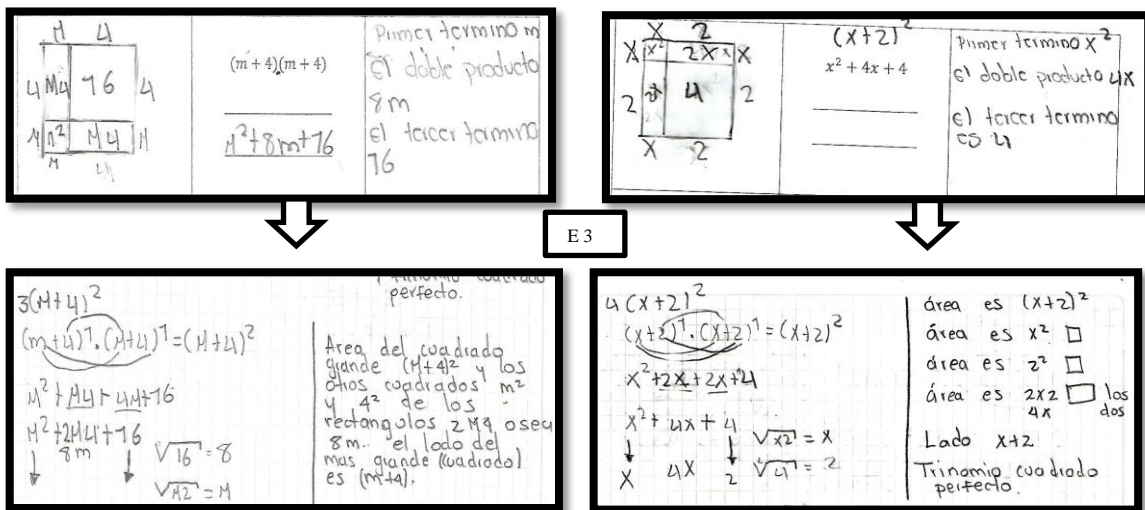 M 4
4 M4 16 4
M M² M4 M
M 4
(m + 4)(m + 4)
M²+8m+16
Primer termino m
El doble producto
8m
El tercer termino
16
X 2
X x² 2X x X
2 4 2
X 2
(x+2)²
x² + 4x + 4
Primer termino X²
El doble producto 4X
El tercer termino
es 4
E 3
3(M+4)²
(m+4)¹.(M+4)¹=(M+4)²
M²+M4+4M+16
M²+2M4+16
8m
√16=8
√M2=M
perfecto.
Area del cuadrado
grande (M+4)² y los
otros cuadrados m²
y 4² de los
rectangulos 2M4 osea
8m. el lado del
mas grande (cuadrado)
es (m+4).
4(X+2)²
(x+2)¹.(X+2)¹=(X+2)²
X²+2X+2X+4
X²+4X+4
√x2=X
X 4X 2
√4=2
área es (X+2)²
área es x²
área es 2²
área es 2X2 los
4X dos
Lado X+2
Trinomio cuadrado
perfecto.